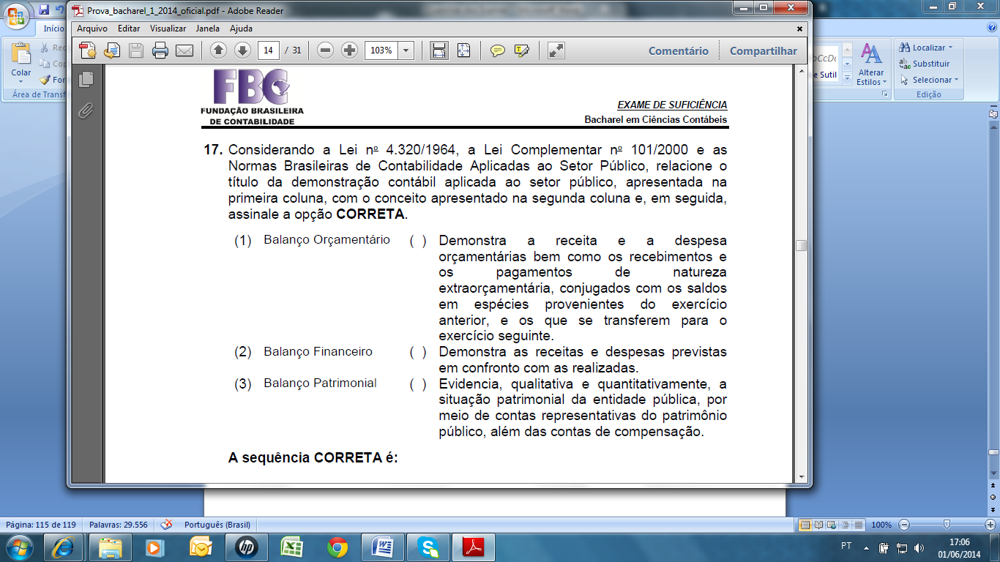 Prova_bacharel_1_2014_oficial.pdf - Adobe Reader
Início
Arquivo Editar Visualizar Janela Ajuda
14 / 31 103% Comentário Compartilhar
Colar
Rec
Cop
For
Área de Transf
Localizar
Substituir
Selecionar
Edição
Alterar
Estilos
e Sutil
FBC
FUNDAÇÃO BRASILEIRA
DE CONTABILIDADE
EXAME DE SUFICIÊNCIA
Bacharel em Ciências Contábeis
17. Considerando a Lei nº 4.320/1964, a Lei Complementar nº 101/2000 e as
Normas Brasileiras de Contabilidade Aplicadas ao Setor Público, relacione o
título da demonstração contábil aplicada ao setor público, apresentada na
primeira coluna, com o conceito apresentado na segunda coluna e, em seguida,
assinale a opção CORRETA.
(1) Balanço Orçamentário ( ) Demonstra a receita e a despesa
orçamentárias bem como os recebimentos e
os pagamentos de natureza
extraorçamentária, conjugados com os saldos
em espécies provenientes do exercício
anterior, e os que se transferem para o
exercício seguinte.
(2) Balanço Financeiro ( ) Demonstra as receitas e despesas previstas
em confronto com as realizadas.
(3) Balanço Patrimonial ( ) Evidencia, qualitativa e quantitativamente, a
situação patrimonial da entidade pública, por
meio de contas representativas do patrimônio
público, além das contas de compensação.
A sequência CORRETA é:
Página: 115 de 119 Palavras: 29.556 Português (Brasil) 100%
PT 17:06
01/06/2014